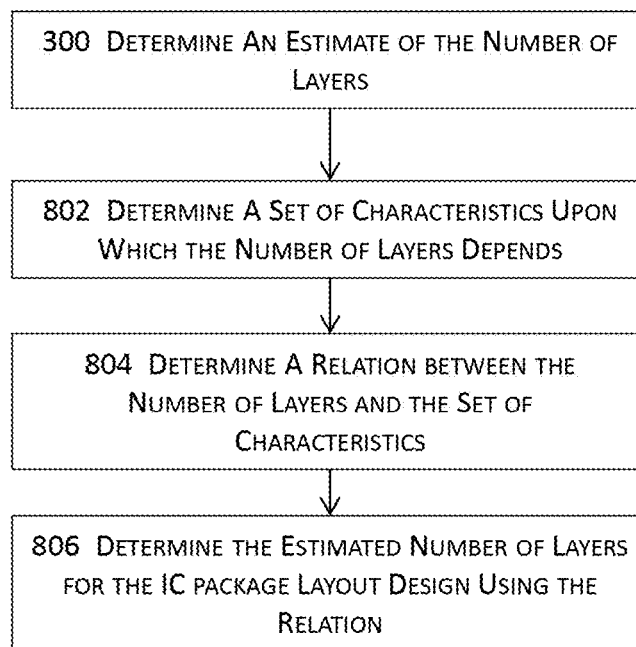 300 DETERMINE AN ESTIMATE OF THE NUMBER OF
LAYERS
802 DETERMINE A SET OF CHARACTERISTICS UPON
WHICH THE NUMBER OF LAYERS DEPENDS
804 DETERMINE A RELATION BETWEEN THE
NUMBER OF LAYERS AND THE SET OF
CHARACTERISTICS
806 DETERMINE THE ESTIMATED NUMBER OF LAYERS
FOR THE IC PACKAGE LAYOUT DESIGN USING THE
RELATION